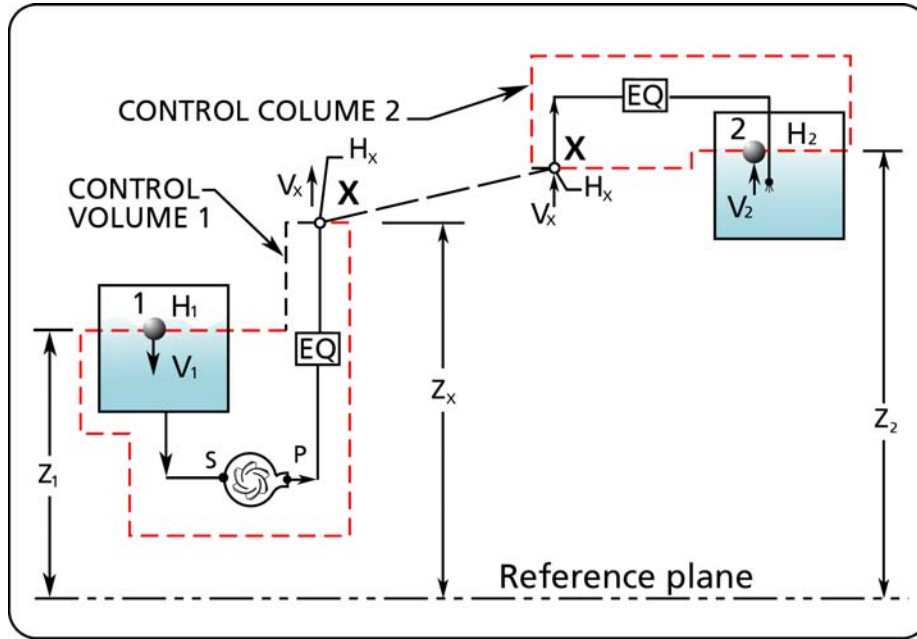 CONTROL COLUME 2
EQ
2
H₂
Hₓ
X
X
Vₓ
Hₓ
Vₓ
V₂
CONTROL
VOLUME 1
1
H₁
V₁
EQ
Zₓ
Z₂
Z₁
S
P
Reference plane